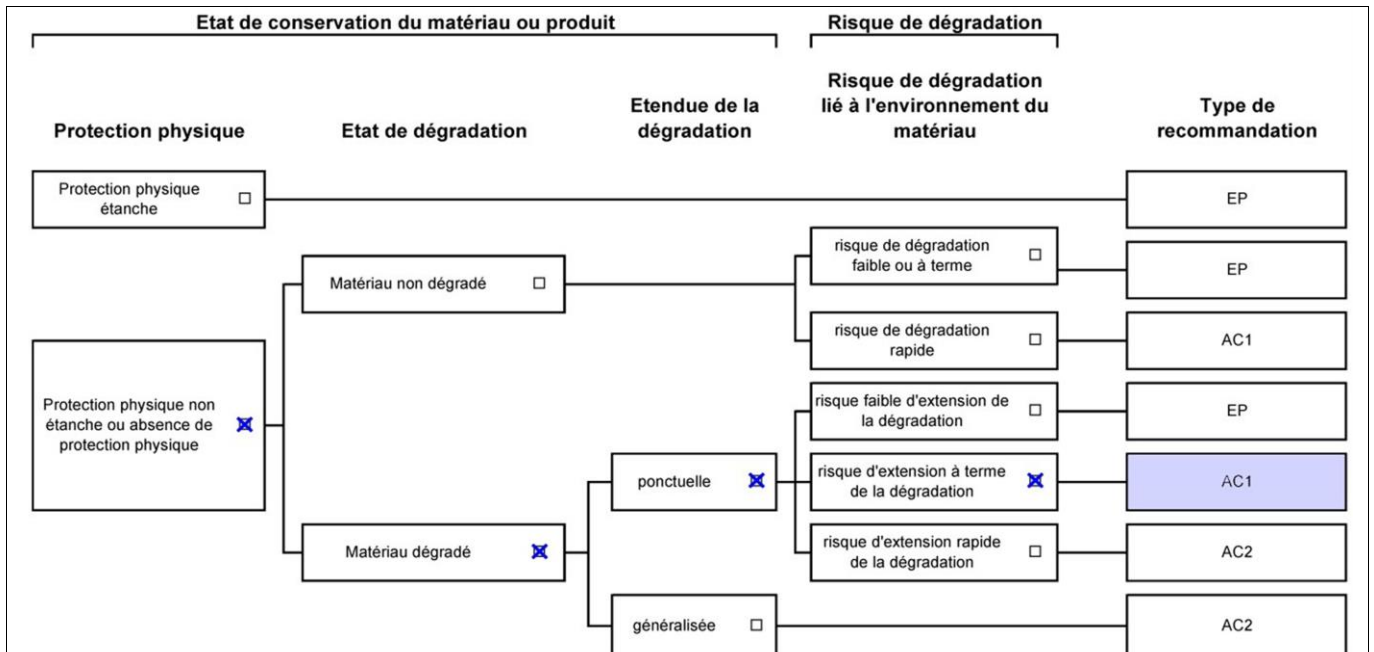 Etat de conservation du matériau ou produit
Risque de dégradation
Protection physique
Etat de dégradation
Etendue de la
dégradation
Risque de dégradation
lié à l'environnement du
matériau
Type de
recommandation
Protection physique
étanche
EP
Matériau non dégradé
risque de dégradation
faible ou à terme
EP
risque de dégradation
rapide
AC1
Protection physique non
étanche ou absence de
protection physique
risque faible d'extension de
la dégradation
EP
ponctuelle
risque d'extension à terme
de la dégradation
AC1
Matériau dégradé
risque d'extension rapide
de la dégradation
AC2
généralisée
AC2